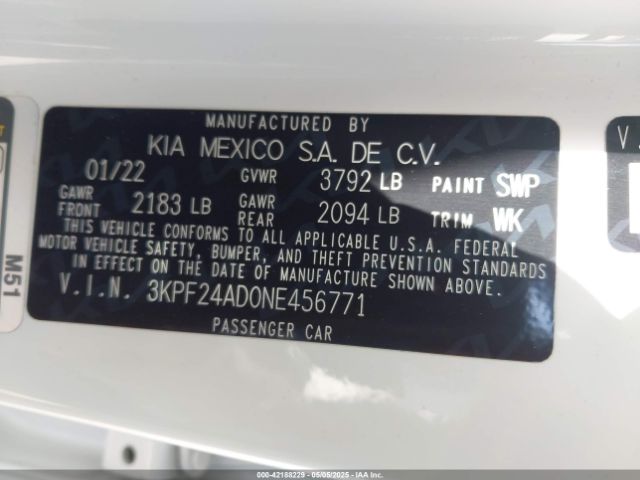 MANUFACTURED BY
KIA MEXICO S.A. DE C.V.
01/22 GVWR 3792 LB PAINT SWP
GAWR FRONT 2183 LB GAWR REAR 2094 LB TRIM WK
THIS VEHICLE CONFORMS TO ALL APPLICABLE U.S.A. FEDERAL
MOTOR VEHICLE SAFETY, BUMPER, AND THEFT PREVENTION STANDARDS
IN EFFECT ON THE DATE OF MANUFACTURE SHOWN ABOVE.
V.I.N. 3KPF24AD0NE456771
PASSENGER CAR
M51
V.
000-42188229 - 05/05/2025 - IAAI.COM